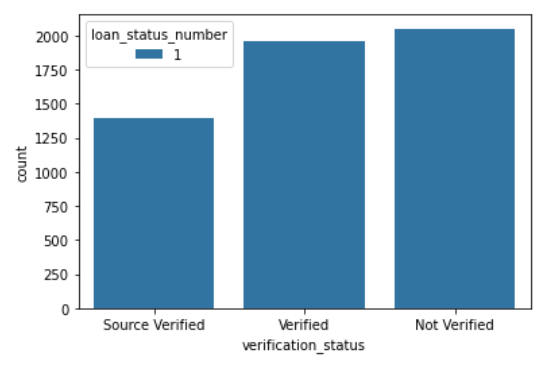 loan_status_number
1
2000
1750
1500
1250
1000
750
500
250
0
count
Source Verified
Verified
Not Verified
verification_status